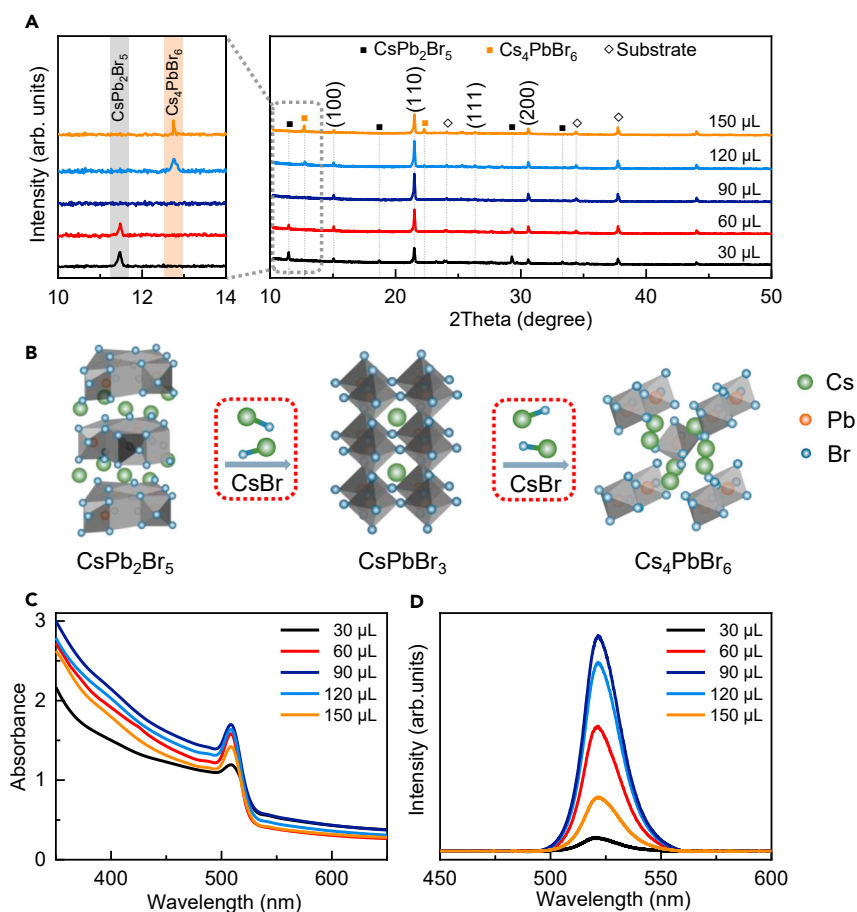 A
CsPb2Br5
Cs4PbBr6
Intensity (arb. units)
10 11 12 13 14
■ CsPb2Br5 ■ Cs4PbBr6 ◇ Substrate
(100)
(110)
(111)
(200)
150 µL
120 µL
90 µL
60 µL
30 µL
10 20 30 40 50
2Theta (degree)
B
CsBr
CsBr
Cs
Pb
Br
CsPb2Br5
CsPbBr3
Cs4PbBr6
C
3
2
1
0
Absorbance
30 µL
60 µL
90 µL
120 µL
150 µL
400 500 600
Wavelength (nm)
D
Intensity (arb.units)
30 µL
60 µL
90 µL
120 µL
150 µL
450 500 550 600
Wavelength (nm)